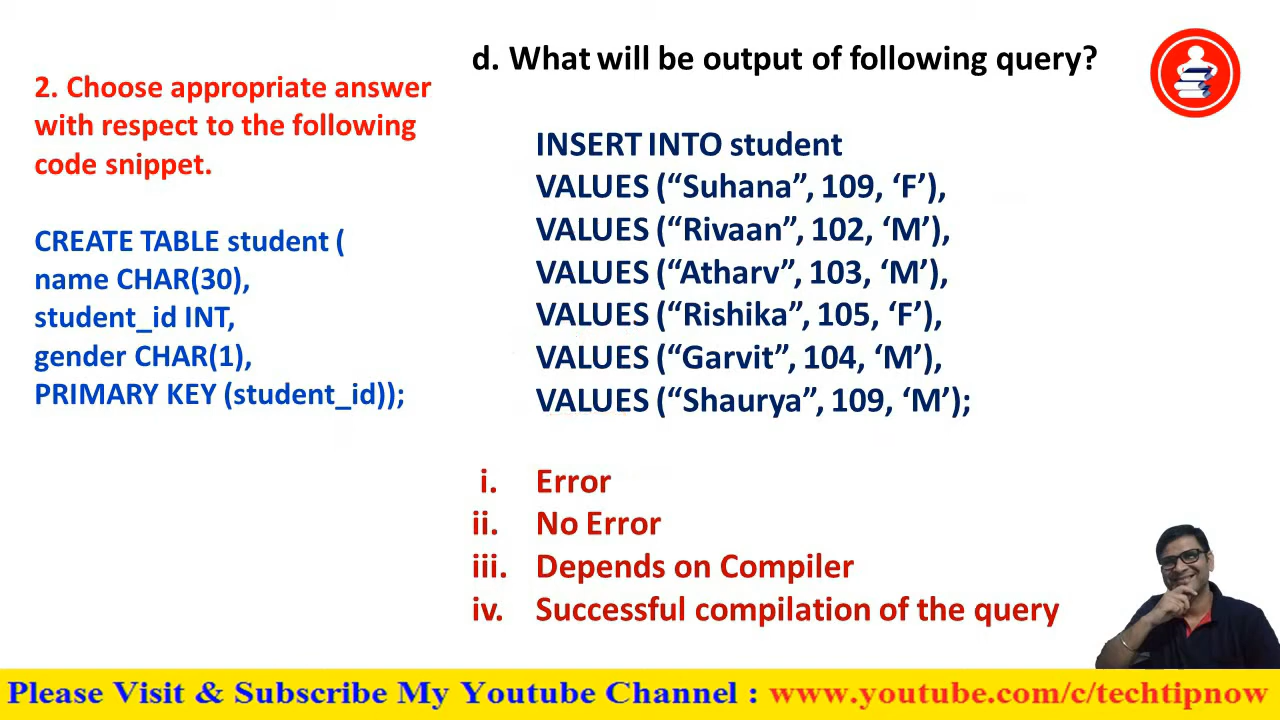 2. Choose appropriate answer
with respect to the following
code snippet.
CREATE TABLE student (
name CHAR(30),
student_id INT,
gender CHAR(1),
PRIMARY KEY (student_id));
d. What will be output of following query?
INSERT INTO student
VALUES (“Suhana”, 109, ‘F’),
VALUES (“Rivaan”, 102, ‘M’),
VALUES (“Atharv”, 103, ‘M’),
VALUES (“Rishika”, 105, ‘F’),
VALUES (“Garvit”, 104, ‘M’),
VALUES (“Shaurya”, 109, ‘M’);
i. Error
ii. No Error
iii. Depends on Compiler
iv. Successful compilation of the query
Please Visit & Subscribe My Youtube Channel : www.youtube.com/c/techtipnow